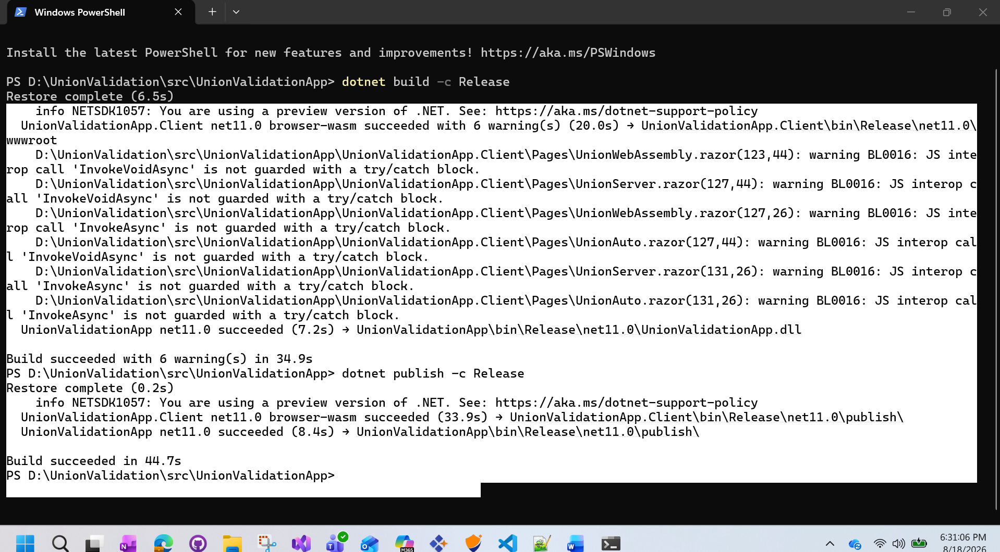 Windows PowerShell
Install the latest PowerShell for new features and improvements! https://aka.ms/PSWindows
PS D:\UnionValidation\src\UnionValidationApp> dotnet build -c Release
Restore complete (6.5s)
    info NETSDK1057: You are using a preview version of .NET. See: https://aka.ms/dotnet-support-policy
  UnionValidationApp.Client net11.0 browser-wasm succeeded with 6 warning(s) (20.0s) → UnionValidationApp.Client\bin\Release\net11.0\
wwwroot
    D:\UnionValidation\src\UnionValidationApp\UnionValidationApp.Client\Pages\UnionWebAssembly.razor(123,44): warning BL0016: JS inte
rop call 'InvokeVoidAsync' is not guarded with a try/catch block.
    D:\UnionValidation\src\UnionValidationApp\UnionValidationApp.Client\Pages\UnionServer.razor(127,44): warning BL0016: JS interop c
all 'InvokeVoidAsync' is not guarded with a try/catch block.
    D:\UnionValidation\src\UnionValidationApp\UnionValidationApp.Client\Pages\UnionWebAssembly.razor(127,26): warning BL0016: JS inte
rop call 'InvokeAsync' is not guarded with a try/catch block.
    D:\UnionValidation\src\UnionValidationApp\UnionValidationApp.Client\Pages\UnionAuto.razor(127,44): warning BL0016: JS interop cal
l 'InvokeVoidAsync' is not guarded with a try/catch block.
    D:\UnionValidation\src\UnionValidationApp\UnionValidationApp.Client\Pages\UnionServer.razor(131,26): warning BL0016: JS interop c
all 'InvokeAsync' is not guarded with a try/catch block.
    D:\UnionValidation\src\UnionValidationApp\UnionValidationApp.Client\Pages\UnionAuto.razor(131,26): warning BL0016: JS interop cal
l 'InvokeAsync' is not guarded with a try/catch block.
  UnionValidationApp net11.0 succeeded (7.2s) → UnionValidationApp\bin\Release\net11.0\UnionValidationApp.dll
Build succeeded with 6 warning(s) in 34.9s
PS D:\UnionValidation\src\UnionValidationApp> dotnet publish -c Release
Restore complete (0.2s)
    info NETSDK1057: You are using a preview version of .NET. See: https://aka.ms/dotnet-support-policy
  UnionValidationApp.Client net11.0 browser-wasm succeeded (33.9s) → UnionValidationApp.Client\bin\Release\net11.0\publish\
  UnionValidationApp net11.0 succeeded (8.4s) → UnionValidationApp\bin\Release\net11.0\publish\
Build succeeded in 44.7s
PS D:\UnionValidation\src\UnionValidationApp>
M365
6:31:06 PM
8/18/2026